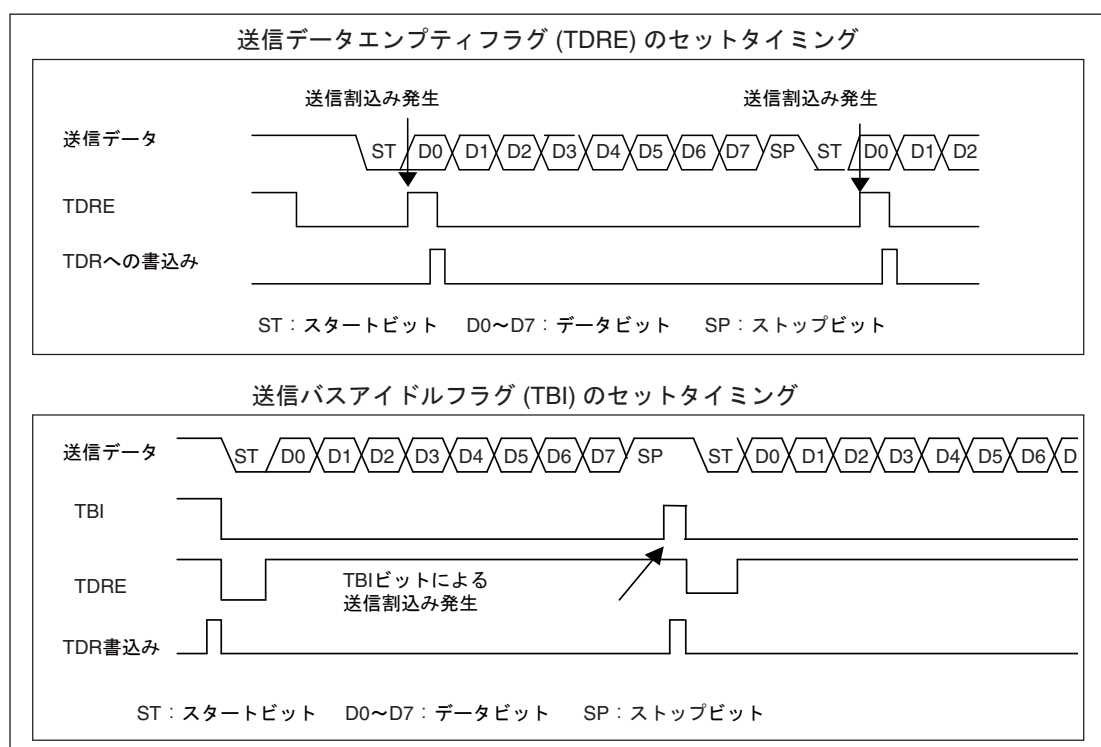 送信データエンプティフラグ (TDRE) のセットタイミング
送信割込み発生 送信割込み発生
送信データ ST D0 D1 D2 D3 D4 D5 D6 D7 SP ST D0 D1 D2
TDRE
TDRへの書込み
ST：スタートビット D0〜D7：データビット SP：ストップビット
送信バスアイドルフラグ (TBI) のセットタイミング
送信データ ST D0 D1 D2 D3 D4 D5 D6 D7 SP ST D0 D1 D2 D3 D4 D5 D6 D
TBI
TDRE
TBIビットによる
送信割込み発生
TDR書込み
ST：スタートビット D0〜D7：データビット SP：ストップビット